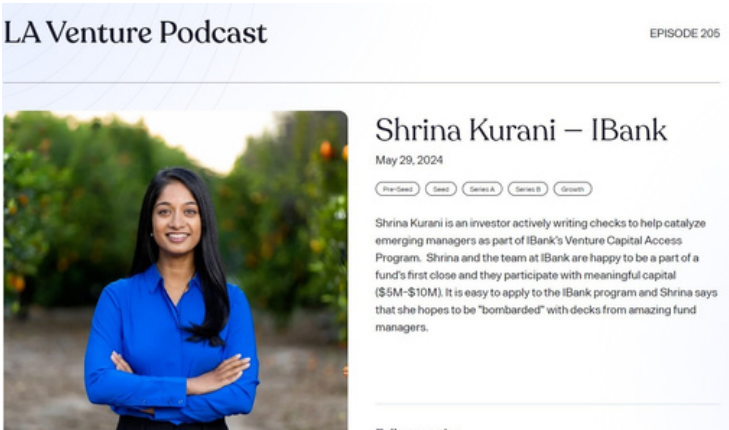 LA Venture Podcast
EPISODE 205
Shrina Kurani – IBank
May 29, 2024
Pre-Seed Seed Series A Series B Growth
Shrina Kurani is an investor actively writing checks to help catalyze
emerging managers as part of IBank's Venture Capital Access
Program. Shrina and the team at IBank are happy to be a part of a
fund's first close and they participate with meaningful capital
($5M-$10M). It is easy to apply to the IBank program and Shrina says
that she hopes to be "bombarded" with decks from amazing fund
managers.